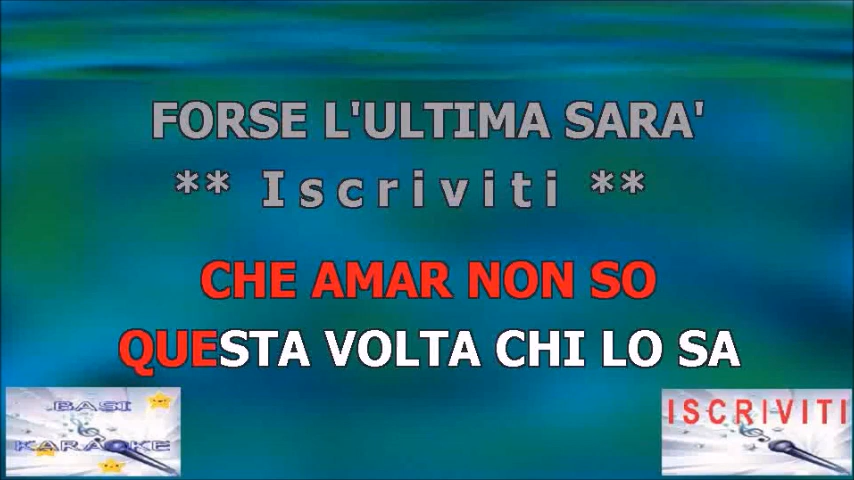 FORSE L'ULTIMA SARA'
** Iscriviti **
CHE AMAR NON SO
QUESTA VOLTA CHI LO SA
BASI
KARAOKE
ISCRIVITI